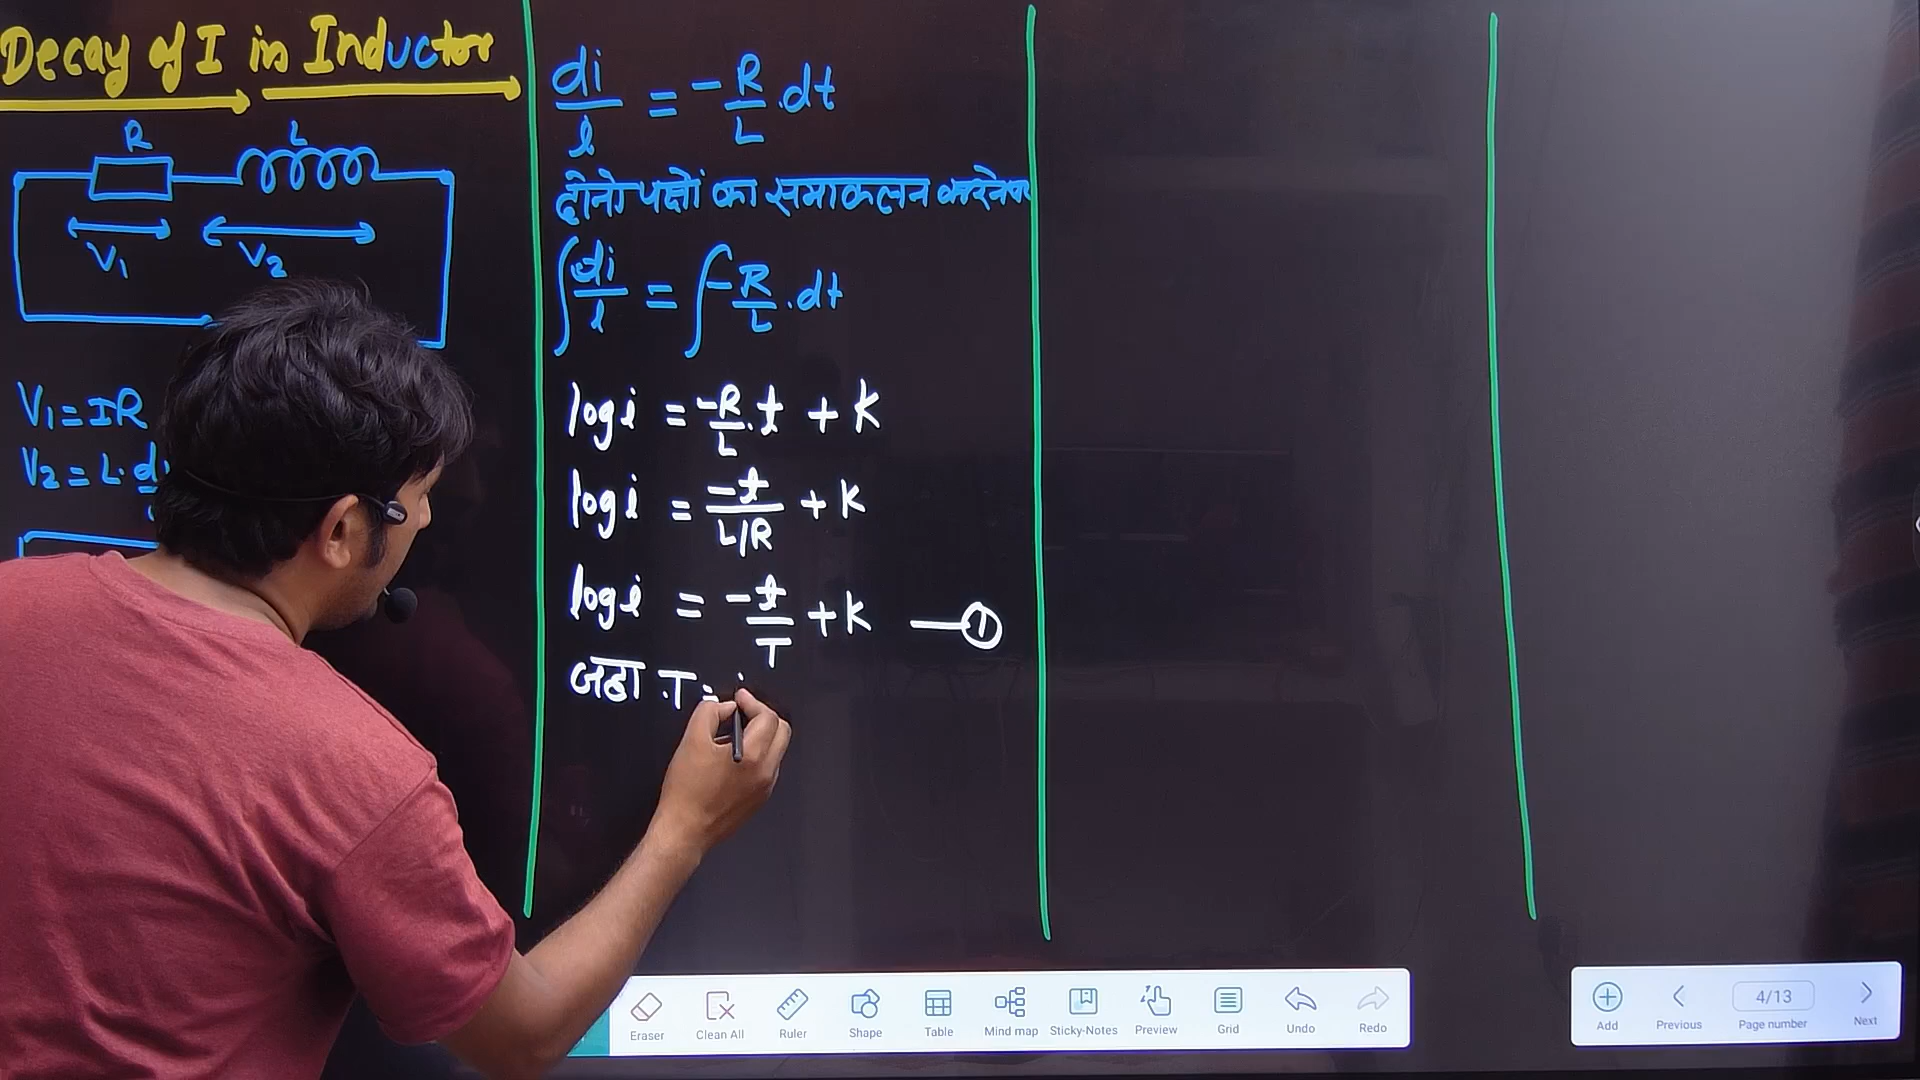 Decay of I in Inductor
R
L
V₁
V₂
V₁ = IR
V₂ = L.
di/i = -R/L .dt
दोनो पक्षों का समाकलन करने पर
∫di/i = ∫-R/L .dt
log i = -R/L .t + K
log i = -t/L/R + K
log i = -t/T + K — ①
जहा T =
Eraser
Clean All
Ruler
Shape
Table
Mind map
Sticky-Notes
Preview
Grid
Undo
Redo
Add
Previous
4/13
Page number
Next